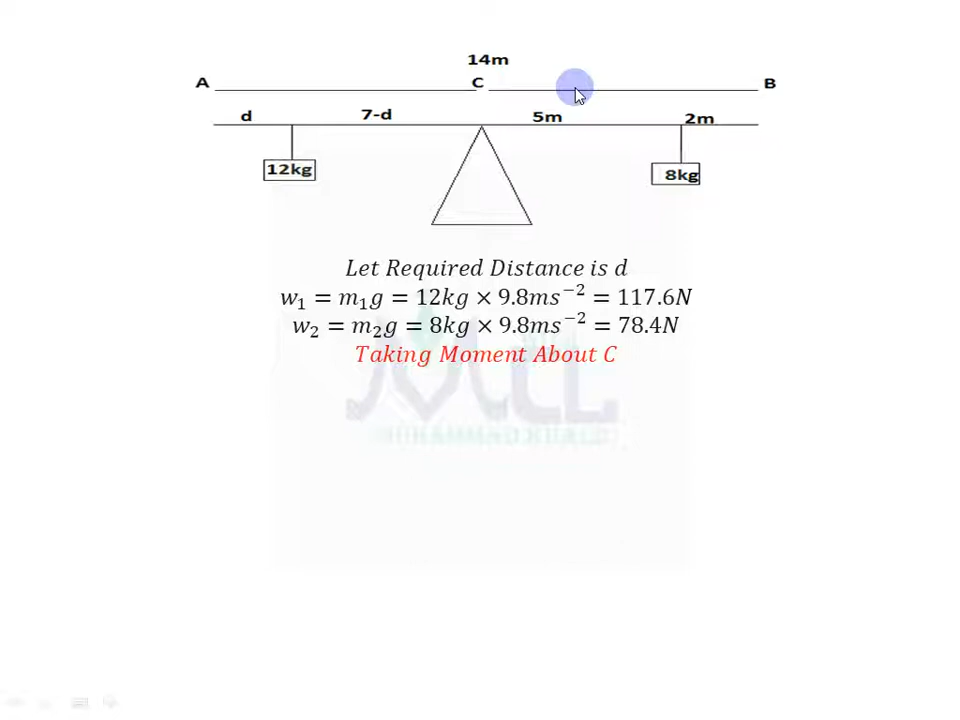 14m
A C B
d 7-d 5m 2m
12kg 8kg
Let Required Distance is d
w₁ = m₁g = 12kg × 9.8ms⁻² = 117.6N
w₂ = m₂g = 8kg × 9.8ms⁻² = 78.4N
Taking Moment About C